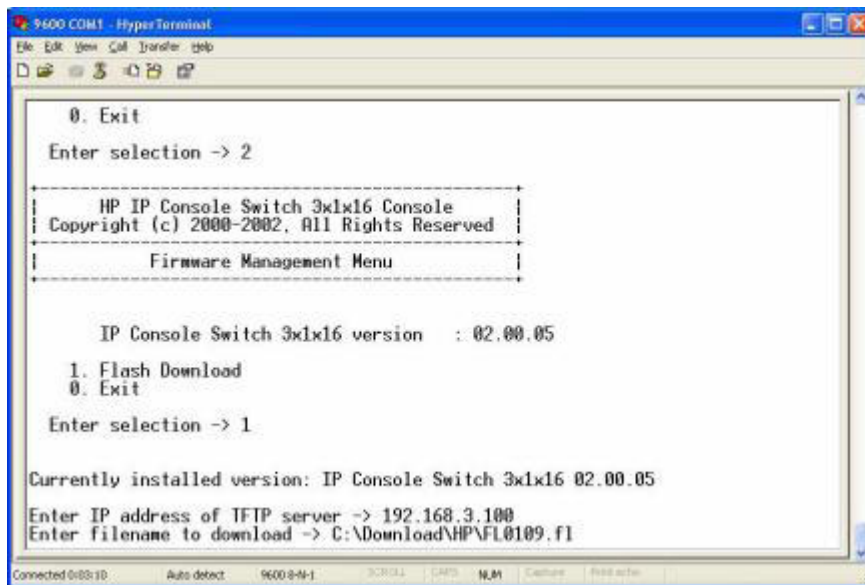 9600 COM1 - HyperTerminal
File Edit View Call Transfer Help
0. Exit
Enter selection -> 2
HP IP Console Switch 3x1x16 Console
Copyright (c) 2000-2002, All Rights Reserved
Firmware Management Menu
IP Console Switch 3x1x16 version : 02.00.05
1. Flash Download
0. Exit
Enter selection -> 1
Currently installed version: IP Console Switch 3x1x16 02.00.05
Enter IP address of TFTP server -> 192.168.3.100
Enter filename to download -> C:\Download\HP\FL0109.fl
Connected 0:03:10 Auto detect 9600 8-N-1 SCROLL CAPS NUM Capture Print echo